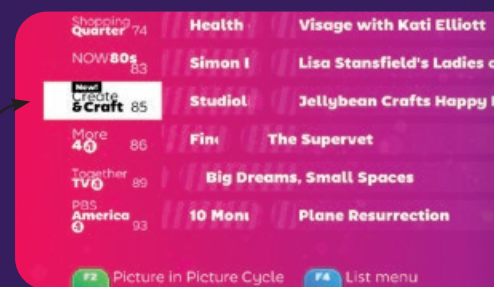 Shopping
Quarter 74 Health Visage with Kati Elliott
NOW80s 83 Simon Lisa Stansfield's Ladies
New!
Create
& Craft 85 Studiol Jellybean Crafts Happy
More
4 86 Fin The Supervet
Together
TV 89 Big Dreams, Small Spaces
PBS
America 93 10 Mon Plane Resurrection
F2 Picture in Picture Cycle F4 List menu